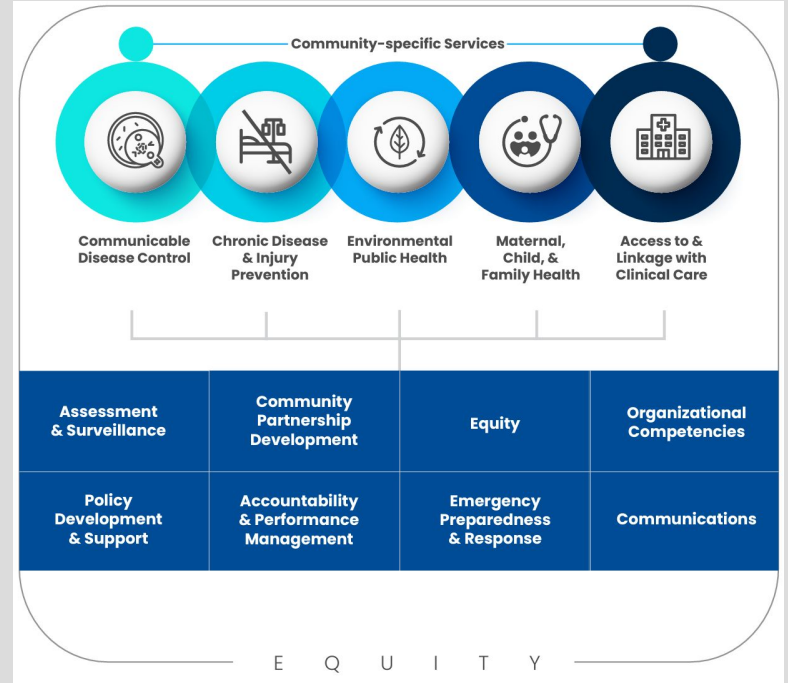 Community-specific Services
Communicable
Disease Control
Chronic Disease
& Injury
Prevention
Environmental
Public Health
Maternal,
Child, &
Family Health
Access to &
Linkage with
Clinical Care
Assessment
& Surveillance
Community
Partnership
Development
Equity
Organizational
Competencies
Policy
Development
& Support
Accountability
& Performance
Management
Emergency
Preparedness
& Response
Communications
EQUITY